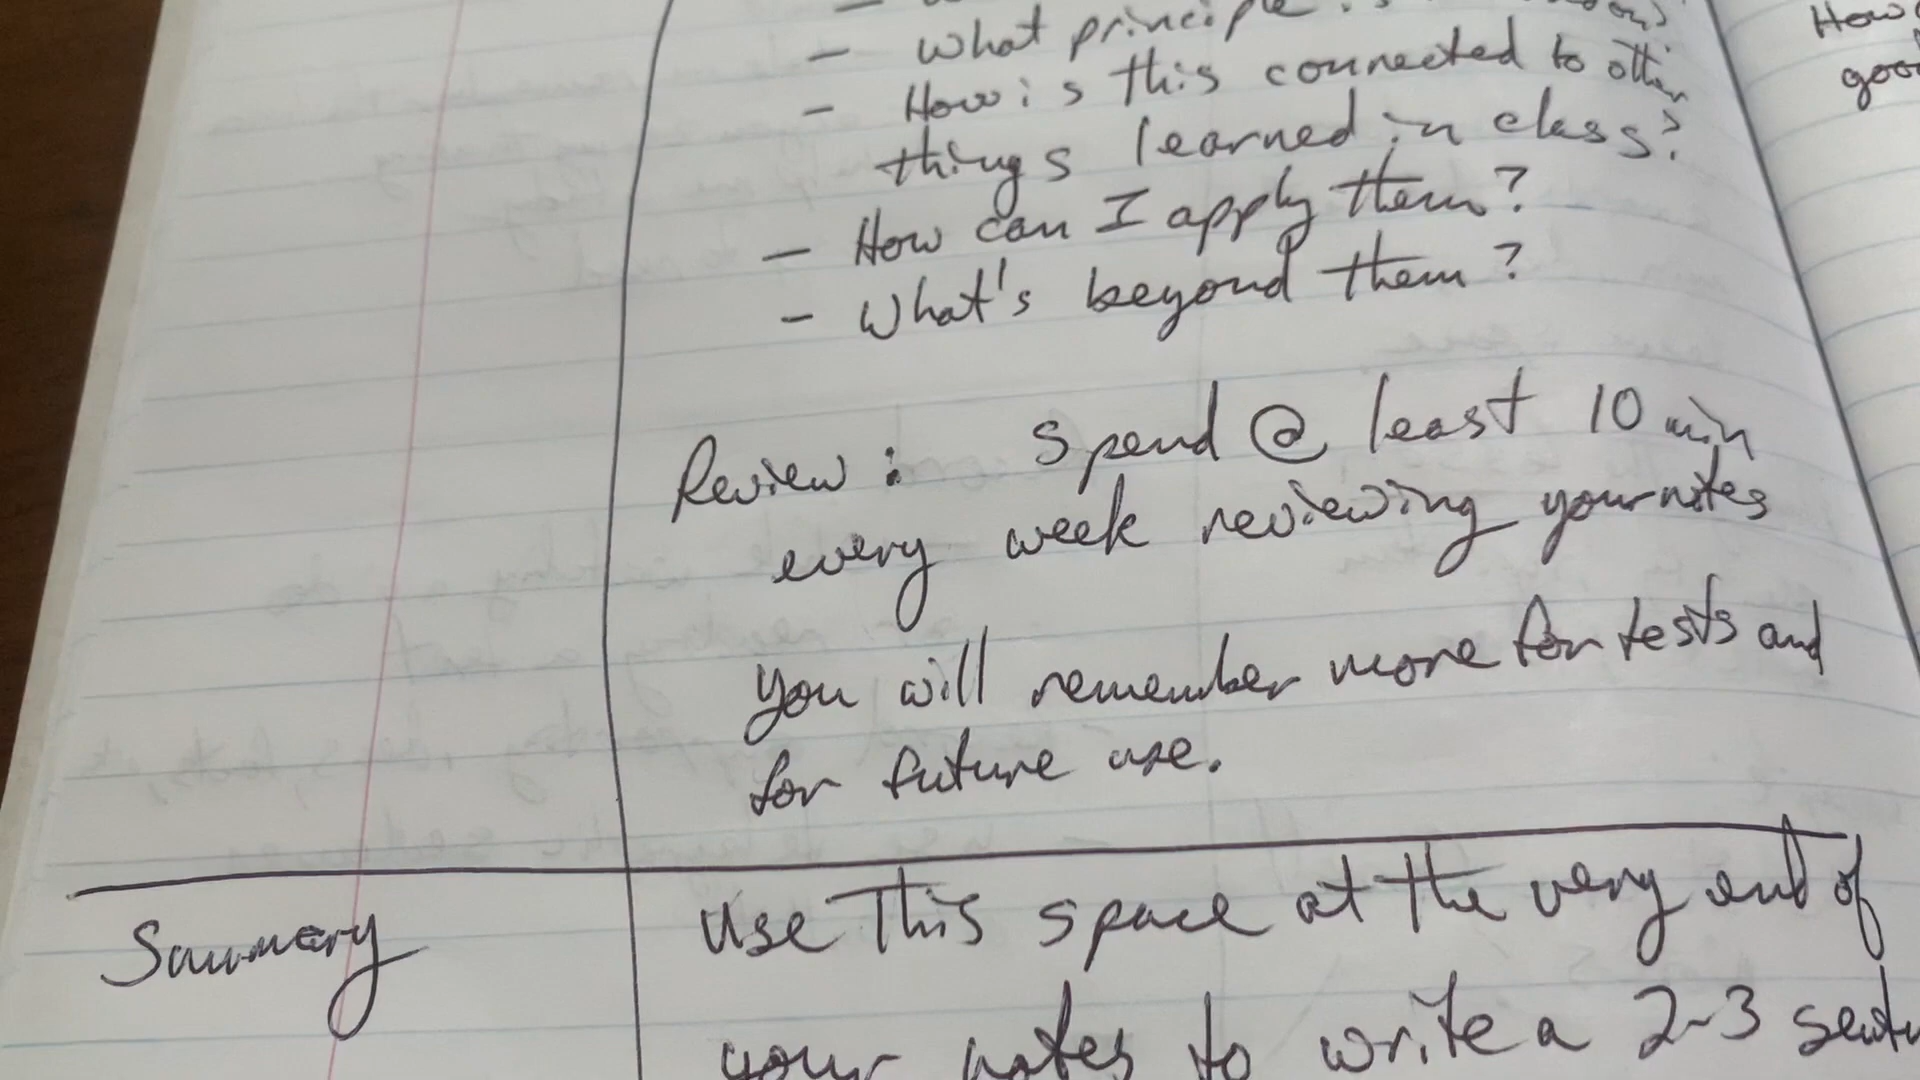 - What principle
- How is this connected to other
things learned in class?
- How can I apply them?
- What's beyond them?
Review: Spend @ least 10 min
every week reviewing your notes
you will remember more for tests and
for future use.
Summary
Use This space at the very end of
your notes to write a 2-3
How